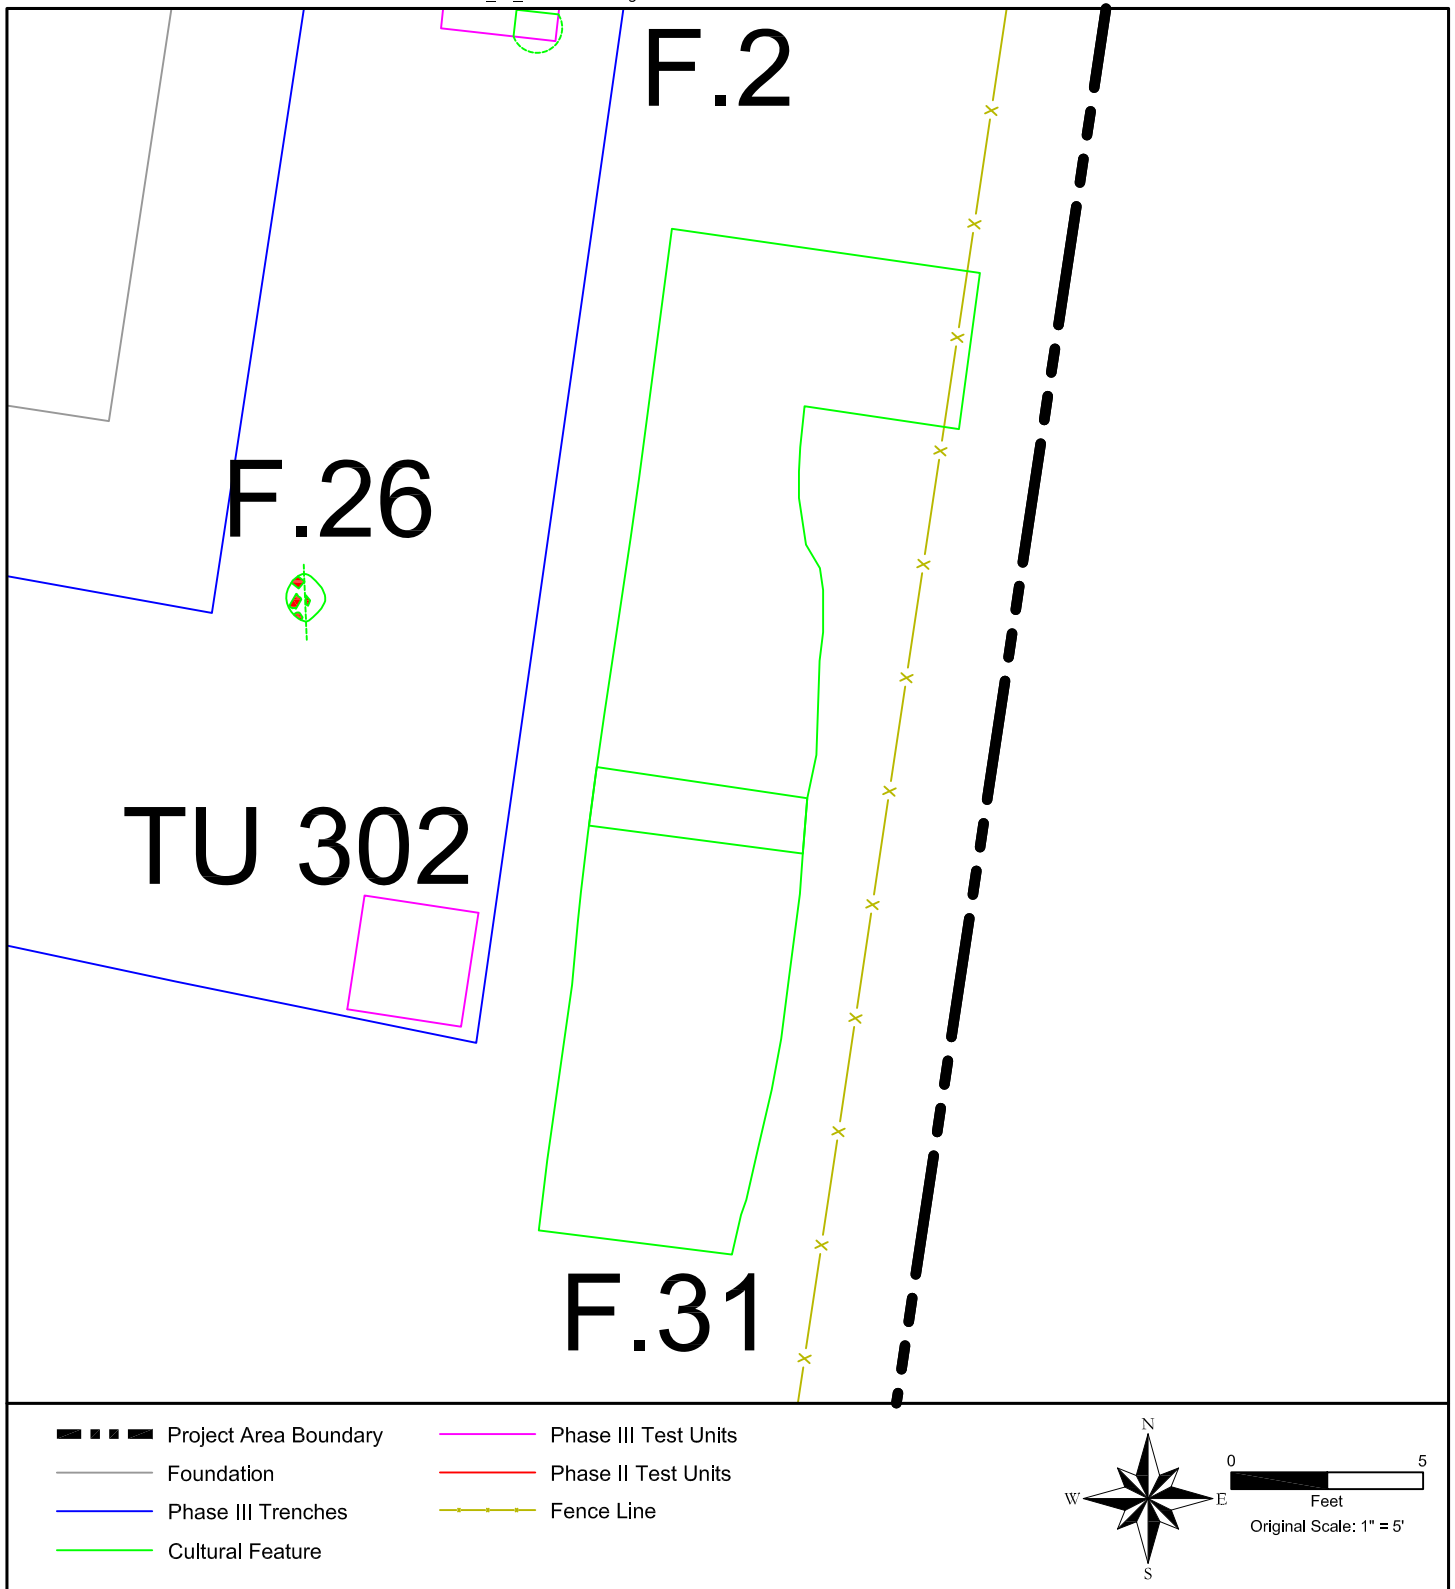 F.2
F.26
TU 302
F.31
Project Area Boundary
Foundation
Phase III Trenches
Cultural Feature
Phase III Test Units
Phase II Test Units
Fence Line
N
W
E
S
0 5
Feet
Original Scale: 1" = 5'